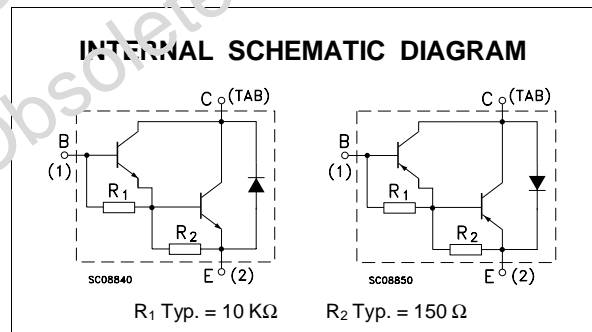 Obsolete
INTERNAL SCHEMATIC DIAGRAM
C (TAB)
B
(1)
R1
R2
SC08840
E (2)
C (TAB)
B
(1)
R1
R2
SC08850
E (2)
R₁ Typ. = 10 KΩ R₂ Typ. = 150 Ω